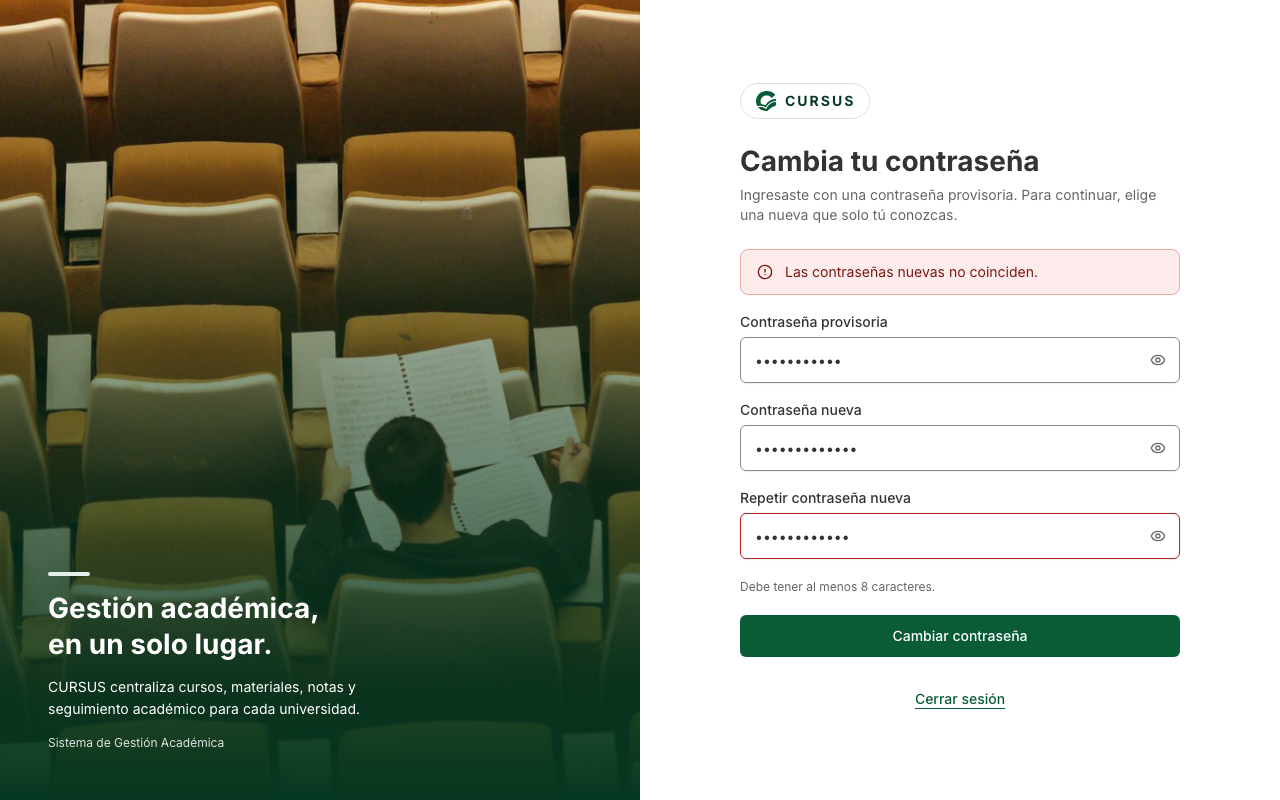 CURSUS
Cambia tu contraseña
Ingresaste con una contraseña provisoria. Para continuar, elige
una nueva que solo tú conozcas.
Las contraseñas nuevas no coinciden.
Contraseña provisoria
•••••••••••
Contraseña nueva
•••••••••••••
Repetir contraseña nueva
••••••••••••
Debe tener al menos 8 caracteres.
Cambiar contraseña
Cerrar sesión
Gestión académica,
en un solo lugar.
CURSUS centraliza cursos, materiales, notas y
seguimiento académico para cada universidad.
Sistema de Gestión Académica